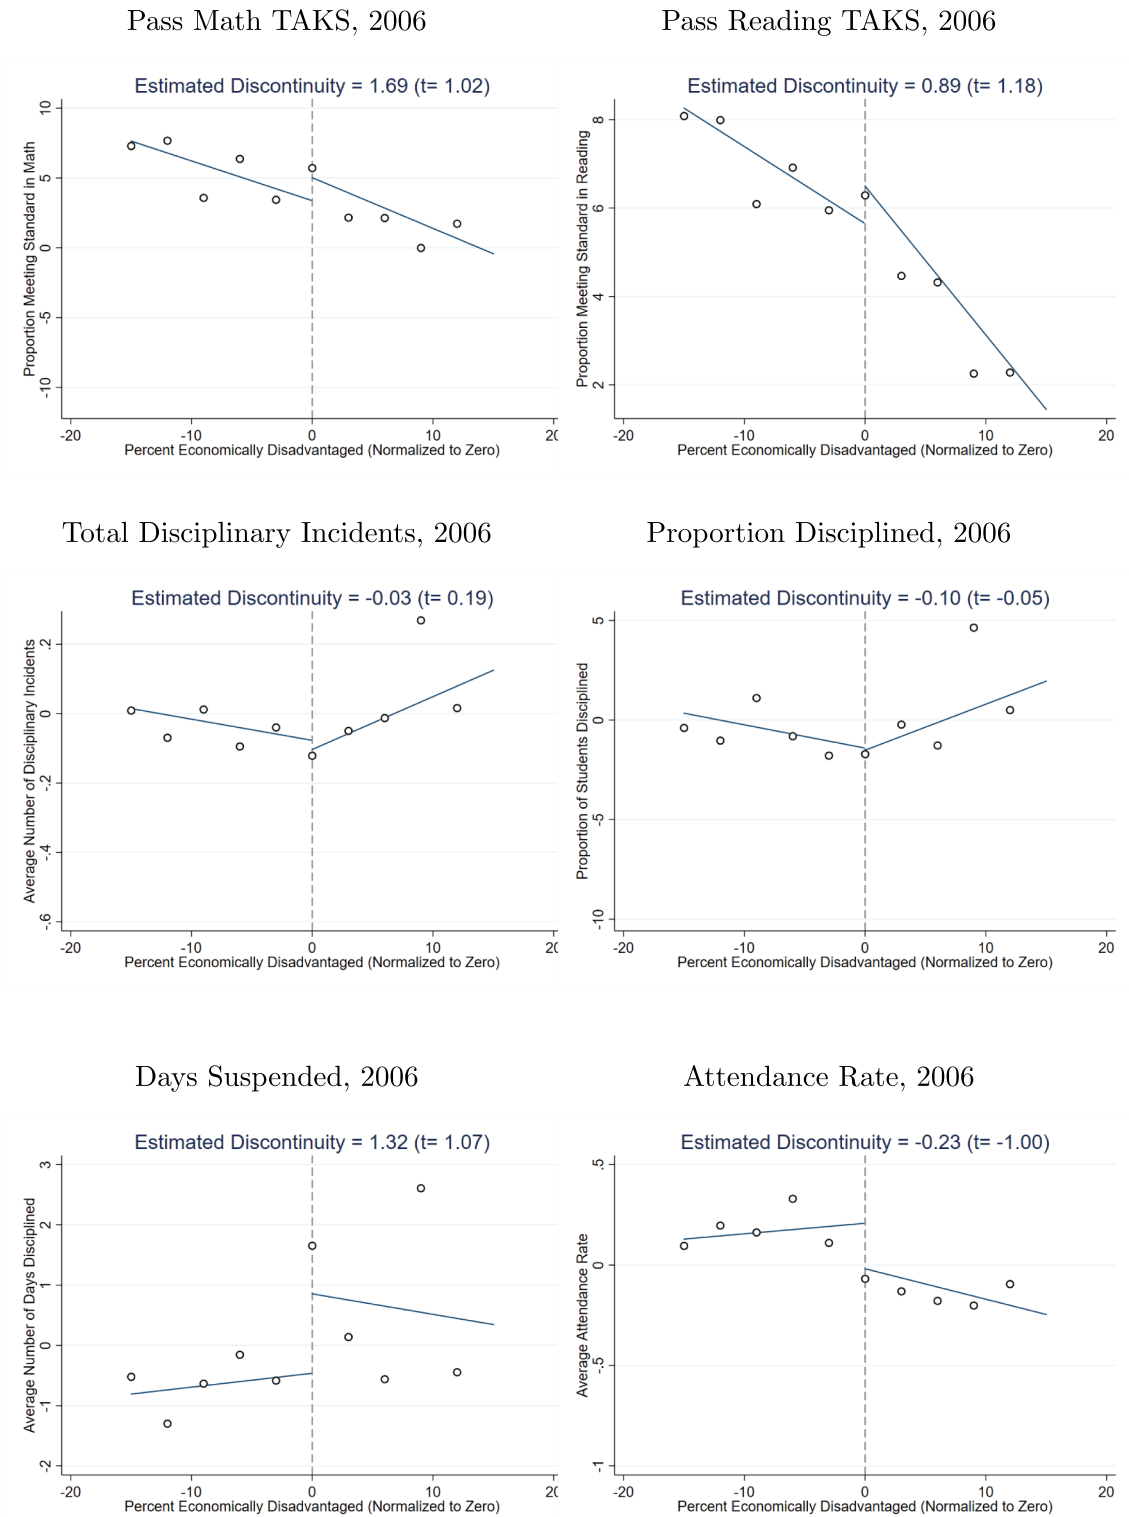 Pass Math TAKS, 2006
Estimated Discontinuity = 1.69 (t= 1.02)
Proportion Meeting Standard in Math
10
5
0
-5
-10
-20 -10 0 10 20
Percent Economically Disadvantaged (Normalized to Zero)
Pass Reading TAKS, 2006
Estimated Discontinuity = 0.89 (t= 1.18)
Proportion Meeting Standard in Reading
8
6
4
2
-20 -10 0 10 20
Percent Economically Disadvantaged (Normalized to Zero)
Total Disciplinary Incidents, 2006
Estimated Discontinuity = -0.03 (t= 0.19)
Average Number of Disciplinary Incidents
.2
0
-.2
-.4
-.6
-20 -10 0 10 20
Percent Economically Disadvantaged (Normalized to Zero)
Proportion Disciplined, 2006
Estimated Discontinuity = -0.10 (t= -0.05)
Proportion of Students Disciplined
5
0
-5
-10
-20 -10 0 10 20
Percent Economically Disadvantaged (Normalized to Zero)
Days Suspended, 2006
Estimated Discontinuity = 1.32 (t= 1.07)
Average Number of Days Disciplined
3
2
1
0
-1
-2
-20 -10 0 10 20
Percent Economically Disadvantaged (Normalized to Zero)
Attendance Rate, 2006
Estimated Discontinuity = -0.23 (t= -1.00)
Average Attendance Rate
.5
0
-.5
-1
-20 -10 0 10 20
Percent Economically Disadvantaged (Normalized to Zero)